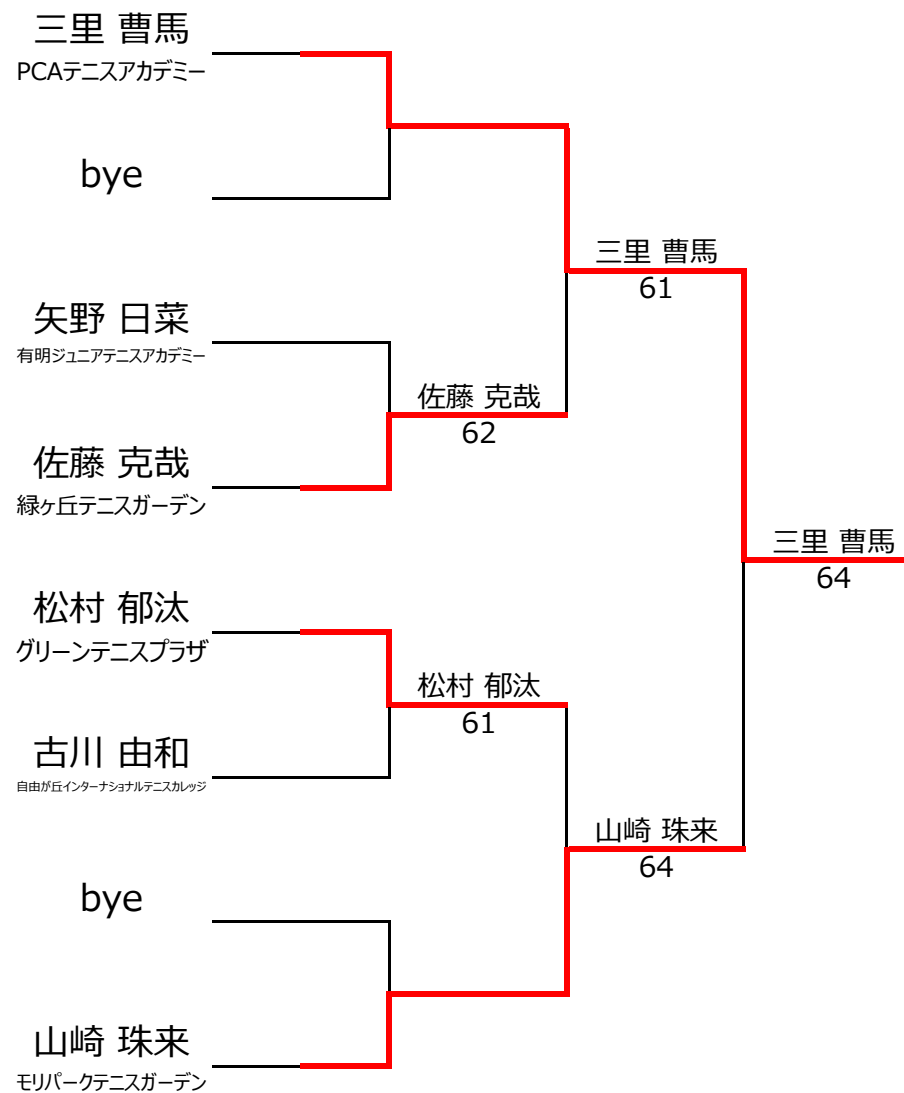 三里 曹馬
PCAテニスアカデミー
bye
三里 曹馬
61
矢野 日菜
有明ジュニアテニスアカデミー
佐藤 克哉
62
佐藤 克哉
緑ヶ丘テニスガーデン
三里 曹馬
64
松村 郁汰
グリーンテニスプラザ
松村 郁汰
61
古川 由和
自由が丘インターナショナルテニスカレッジ
山崎 珠来
64
bye
山崎 珠来
モリパークテニスガーデン